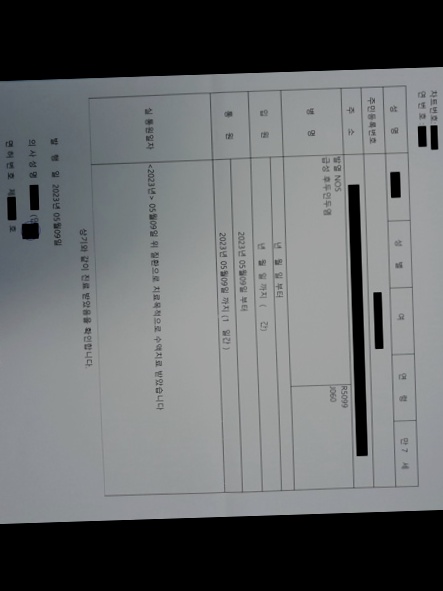 차트번호
연 번 호
성 명 성 별 여 연 령 만 7 세
주민등록번호
주 소
병 명 발열 NOS R5099
급성 후두인두염 J060
입 원 년 월 일 부터
년 월 일 까지 ( 간)
통 원 2023년 05월09일 부터
2023년 05월09일 까지 (1 일간 )
실 통원일자 <2023년> 05월09일 위 질환으로 치료목적으로 수액치료 받았습니다
상기와 같이 진료 받았음을 확인합니다.
발 행 일 2023년 05월09일
의 사 성 명
면허번호 제 호